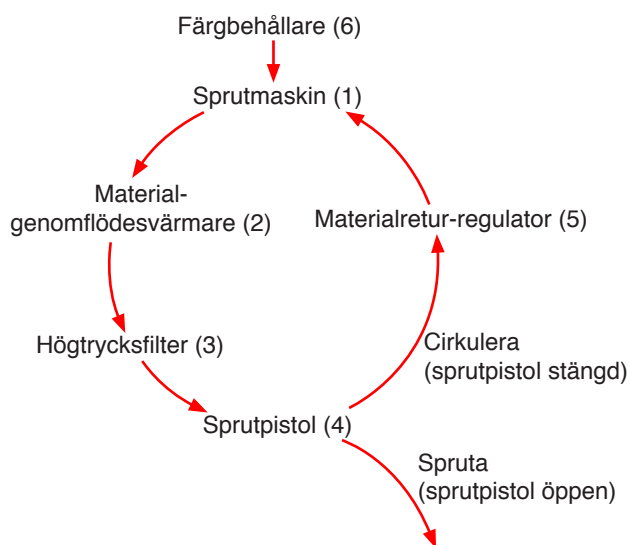 Färgbehållare (6)
Sprutmaskin (1)
Material-
genomflödesvärmare (2)
Materialretur-regulator (5)
Högtrycksfilter (3)
Cirkulera
(sprutpistol stängd)
Sprutpistol (4)
Spruta
(sprutpistol öppen)